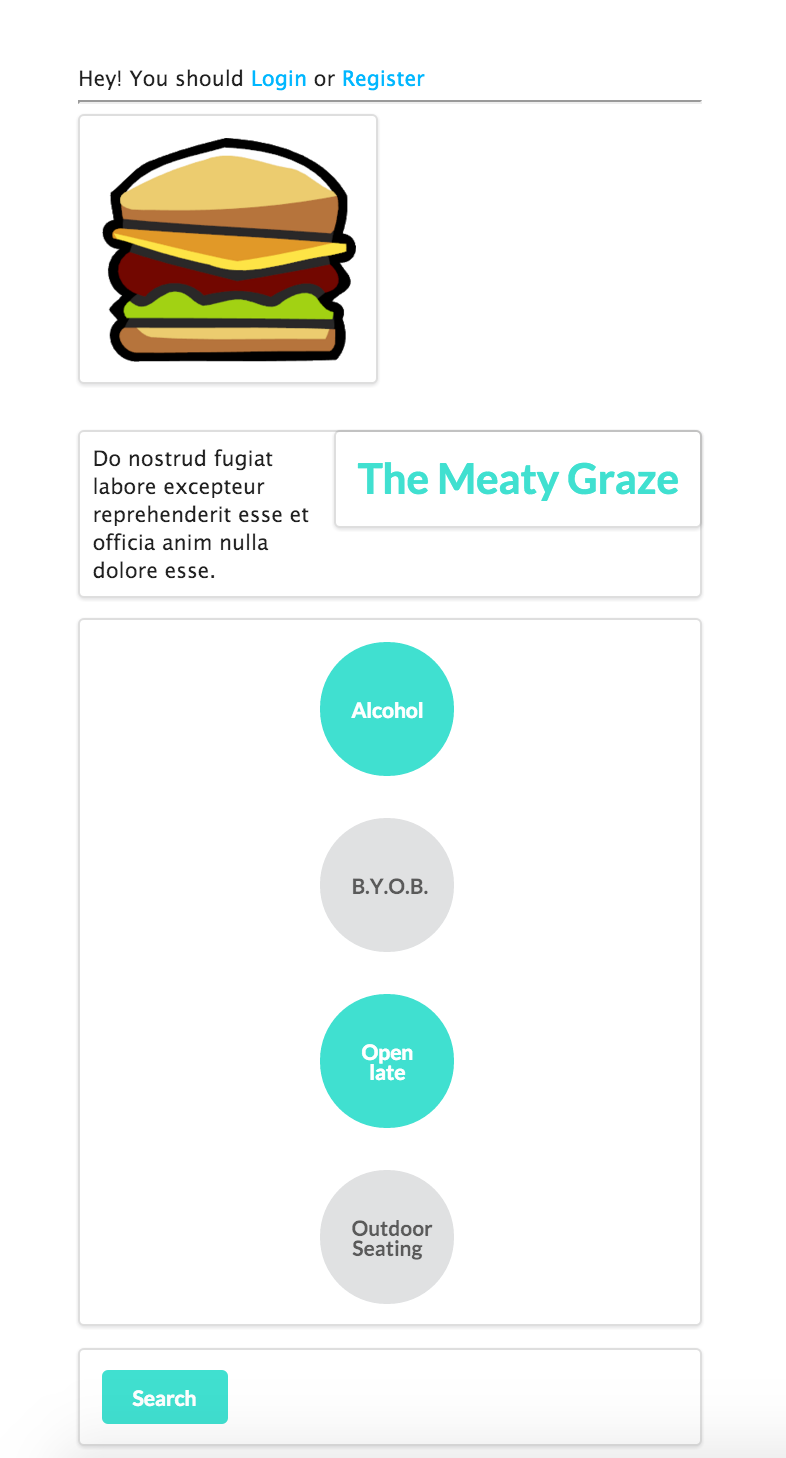 Hey! You should Login or Register
Do nostrud fugiat
labore excepteur
reprehenderit esse et
officia anim nulla
dolore esse.
The Meaty Graze
Alcohol
B.Y.O.B.
Open
late
Outdoor
Seating
Search